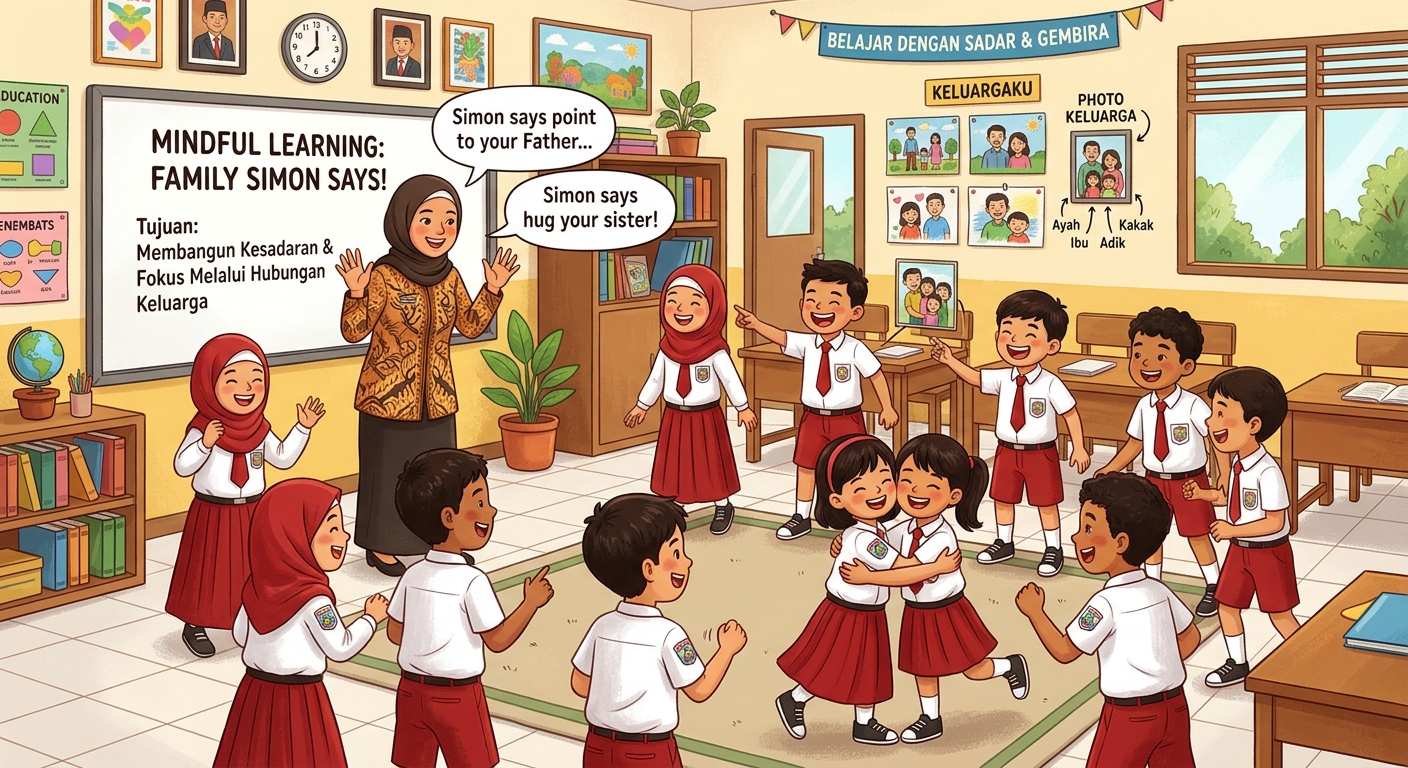 BELAJAR DENGAN SADAR & GEMBIRA
EDUCATION
MINDFUL LEARNING:
FAMILY SIMON SAYS!
Tujuan:
Membangun Kesadaran &
Fokus Melalui Hubungan
Keluarga
Simon says point
to your Father...
Simon says
hug your sister!
KELUARGAKU
PHOTO
KELUARGA
Ayah
Ibu
Adik
Kakak
ENEMBATS
12